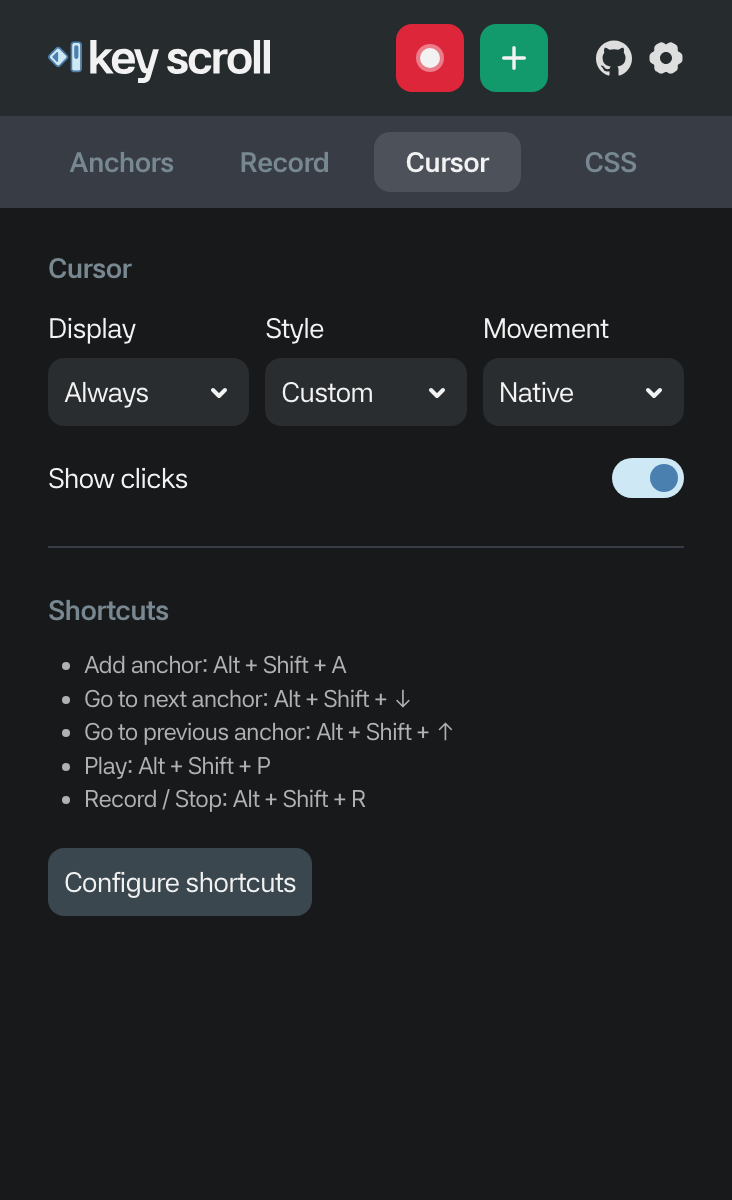 key scroll
Anchors Record Cursor CSS
Cursor
Display Style Movement
Always Custom Native
Show clicks
Shortcuts
• Add anchor: Alt + Shift + A
• Go to next anchor: Alt + Shift + ↓
• Go to previous anchor: Alt + Shift + ↑
• Play: Alt + Shift + P
• Record / Stop: Alt + Shift + R
Configure shortcuts